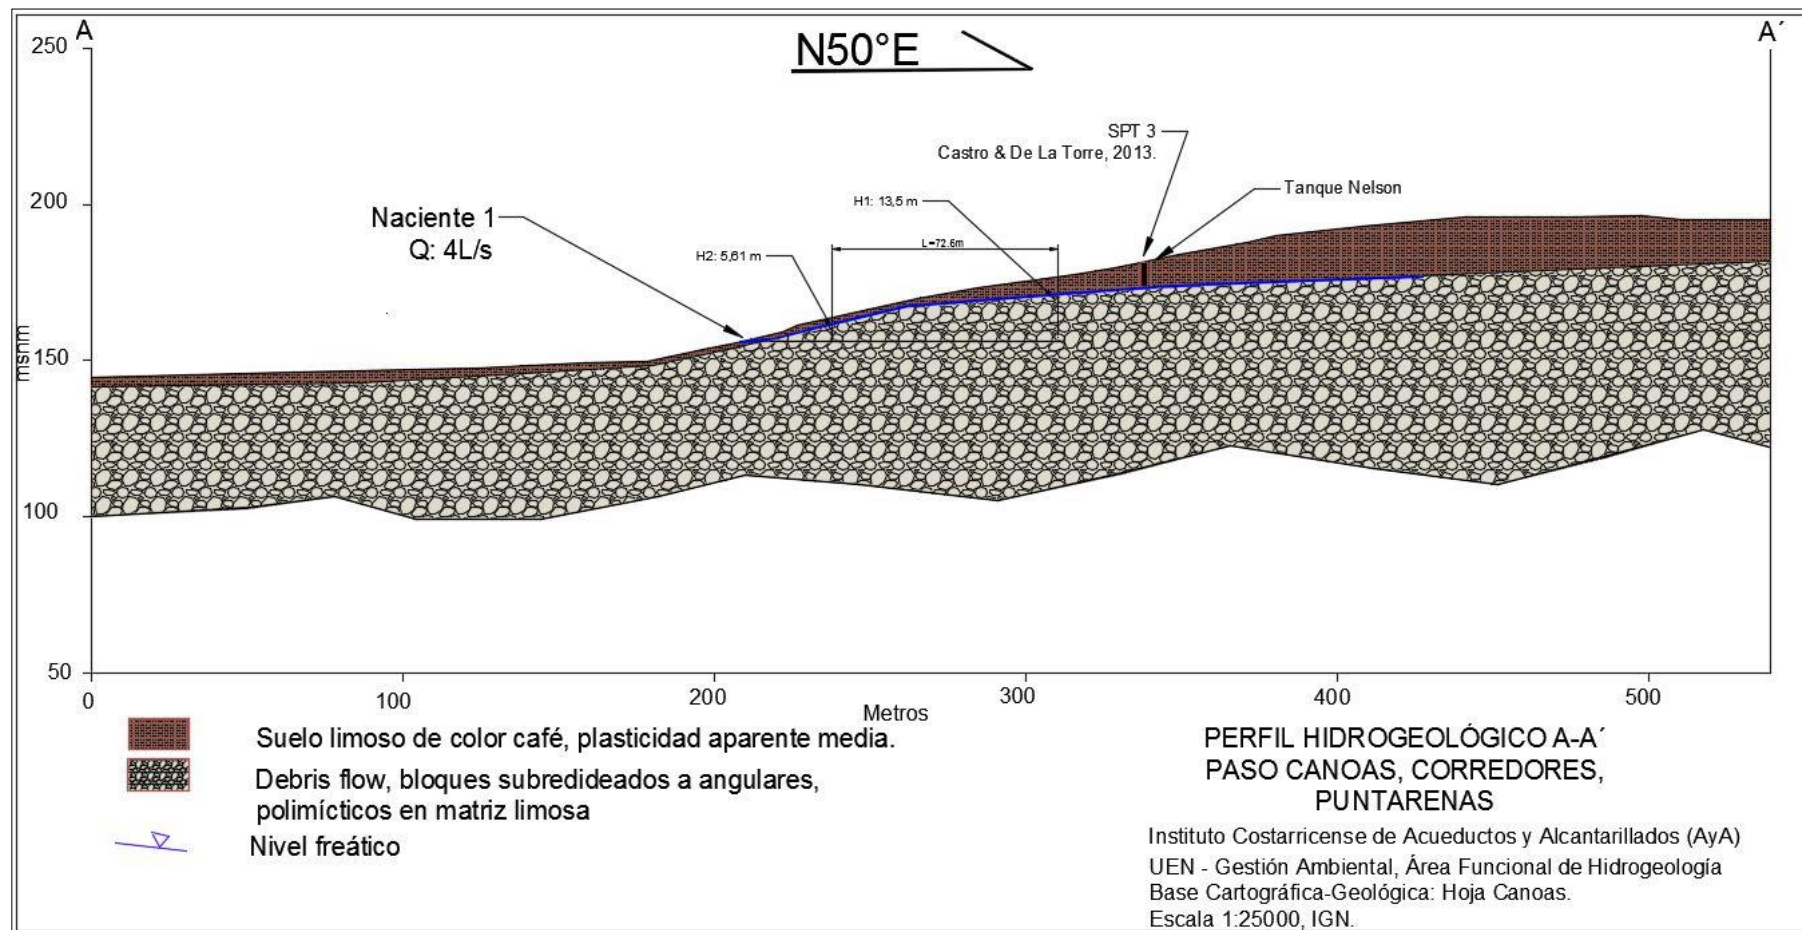 A
A´
N50°E
250
200
150
100
50
msnm
SPT 3
Castro & De La Torre, 2013.
Tanque Nelson
H1: 13,5 m
Naciente 1
Q: 4L/s
L=72.6m
H2: 5,61 m
0
100
200
300
400
500
Metros
Suelo limoso de color café, plasticidad aparente media.
Debris flow, bloques subredideados a angulares,
polimícticos en matriz limosa
Nivel freático
PERFIL HIDROGEOLÓGICO A-A´
PASO CANOAS, CORREDORES,
PUNTARENAS
Instituto Costarricense de Acueductos y Alcantarillados (AyA)
UEN - Gestión Ambiental, Área Funcional de Hidrogeología
Base Cartográfica-Geológica: Hoja Canoas.
Escala 1:25000, IGN.